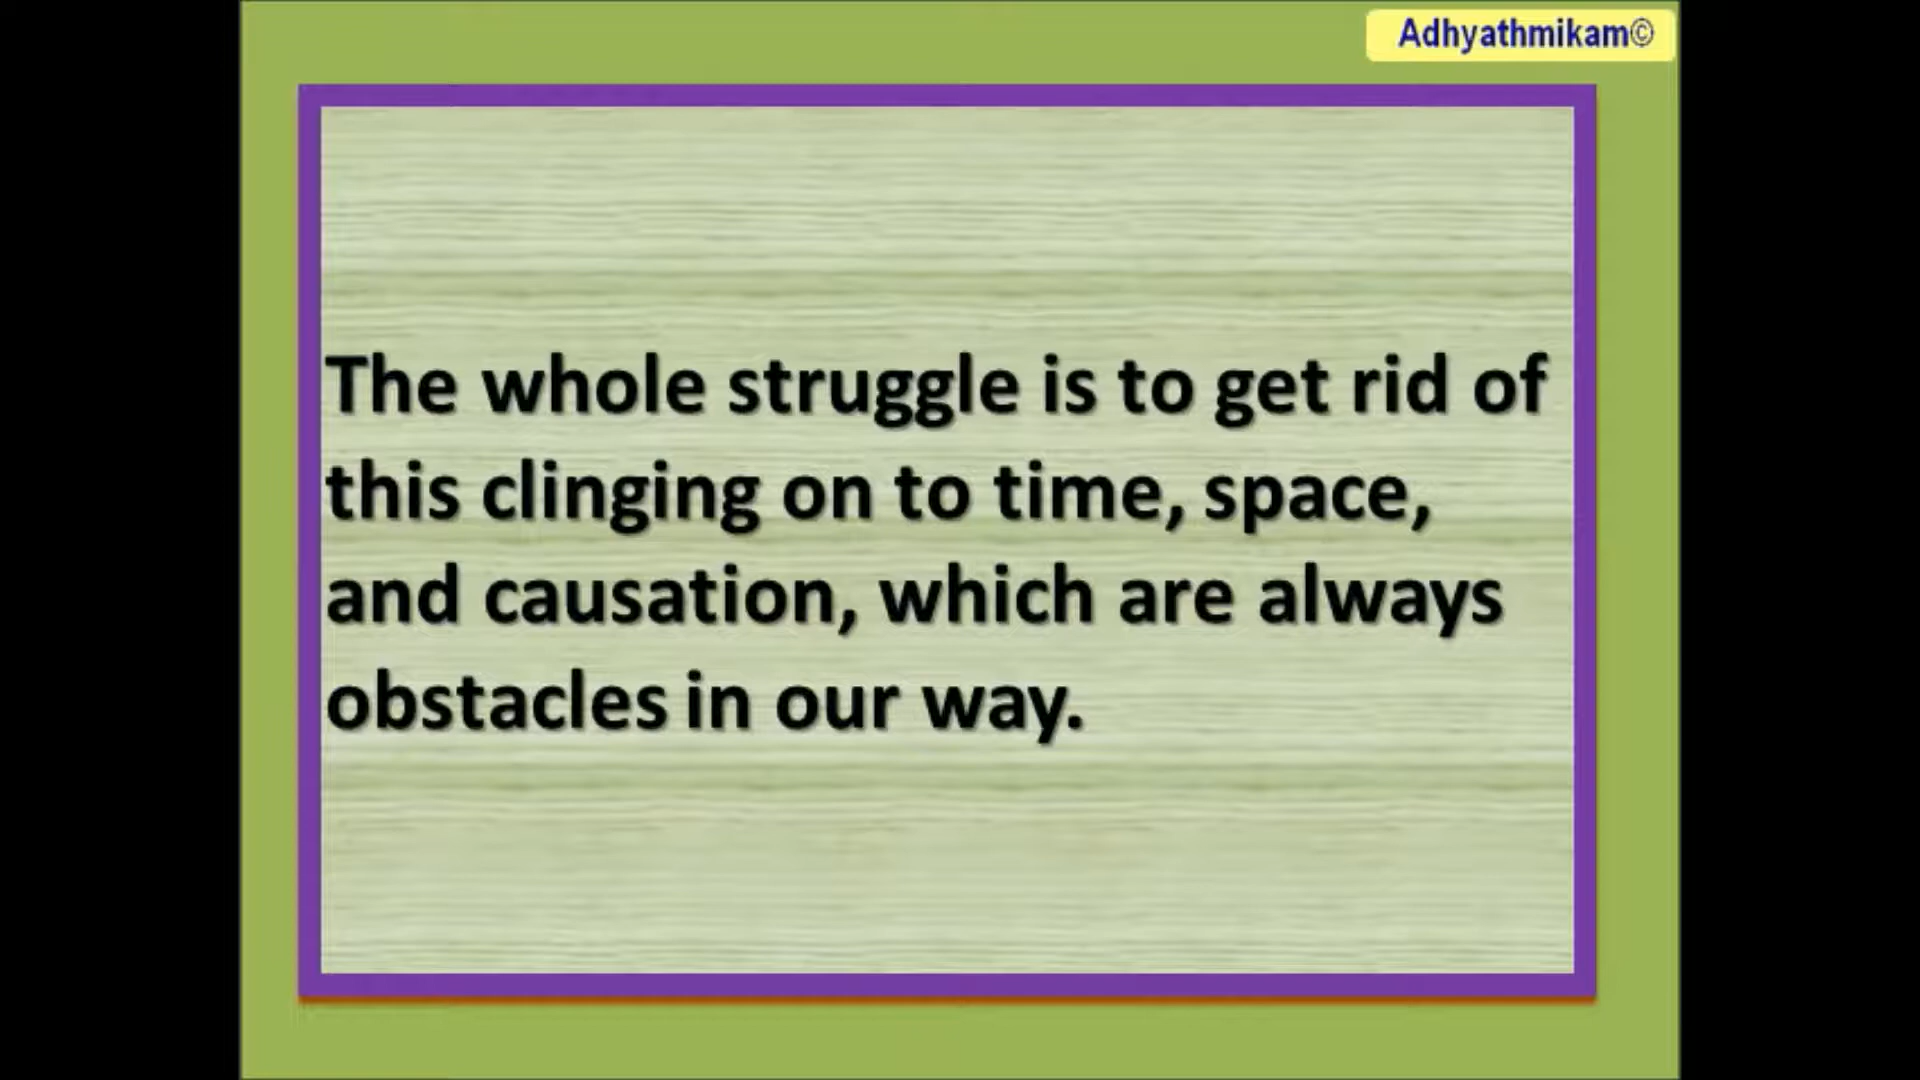 Adhyathmikam©
The whole struggle is to get rid of
this clinging on to time, space,
and causation, which are always
obstacles in our way.